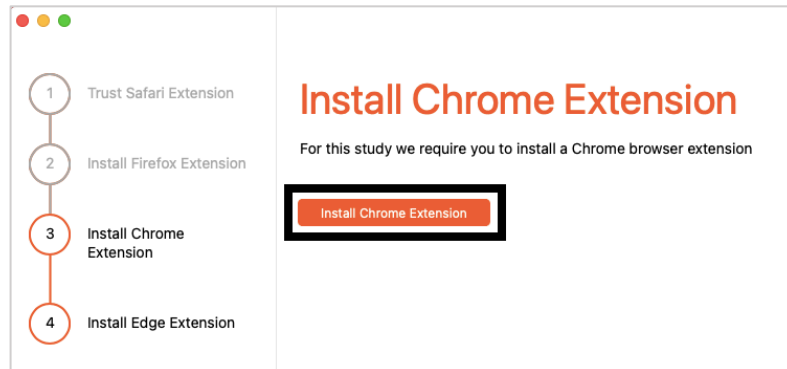 1
Trust Safari Extension
2
Install Firefox Extension
3
Install Chrome
Extension
4
Install Edge Extension
Install Chrome Extension
For this study we require you to install a Chrome browser extension
Install Chrome Extension